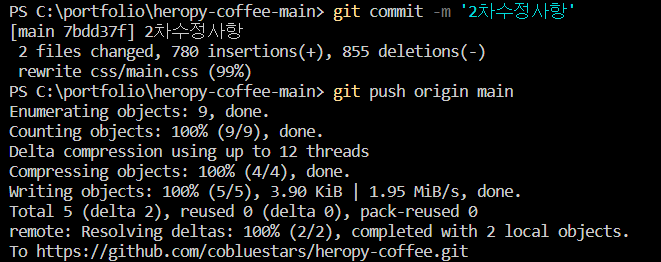 PS C:\portfolio\heropy-coffee-main> git commit -m '2차수정사항'
[main 7bdd37f] 2차수정사항
 2 files changed, 780 insertions(+), 855 deletions(-)
 rewrite css/main.css (99%)
PS C:\portfolio\heropy-coffee-main> git push origin main
Enumerating objects: 9, done.
Counting objects: 100% (9/9), done.
Delta compression using up to 12 threads
Compressing objects: 100% (4/4), done.
Writing objects: 100% (5/5), 3.90 KiB | 1.95 MiB/s, done.
Total 5 (delta 2), reused 0 (delta 0), pack-reused 0
remote: Resolving deltas: 100% (2/2), completed with 2 local objects.
To https://github.com/cobluestars/heropy-coffee.git